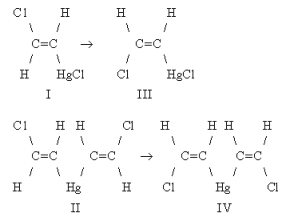 Cl H H H
C=C → C=C
H HgCl Cl HgCl
I III
Cl H H Cl H H H H
C=C C=C → C=C C=C
H Hg H Cl Hg Cl
II IV